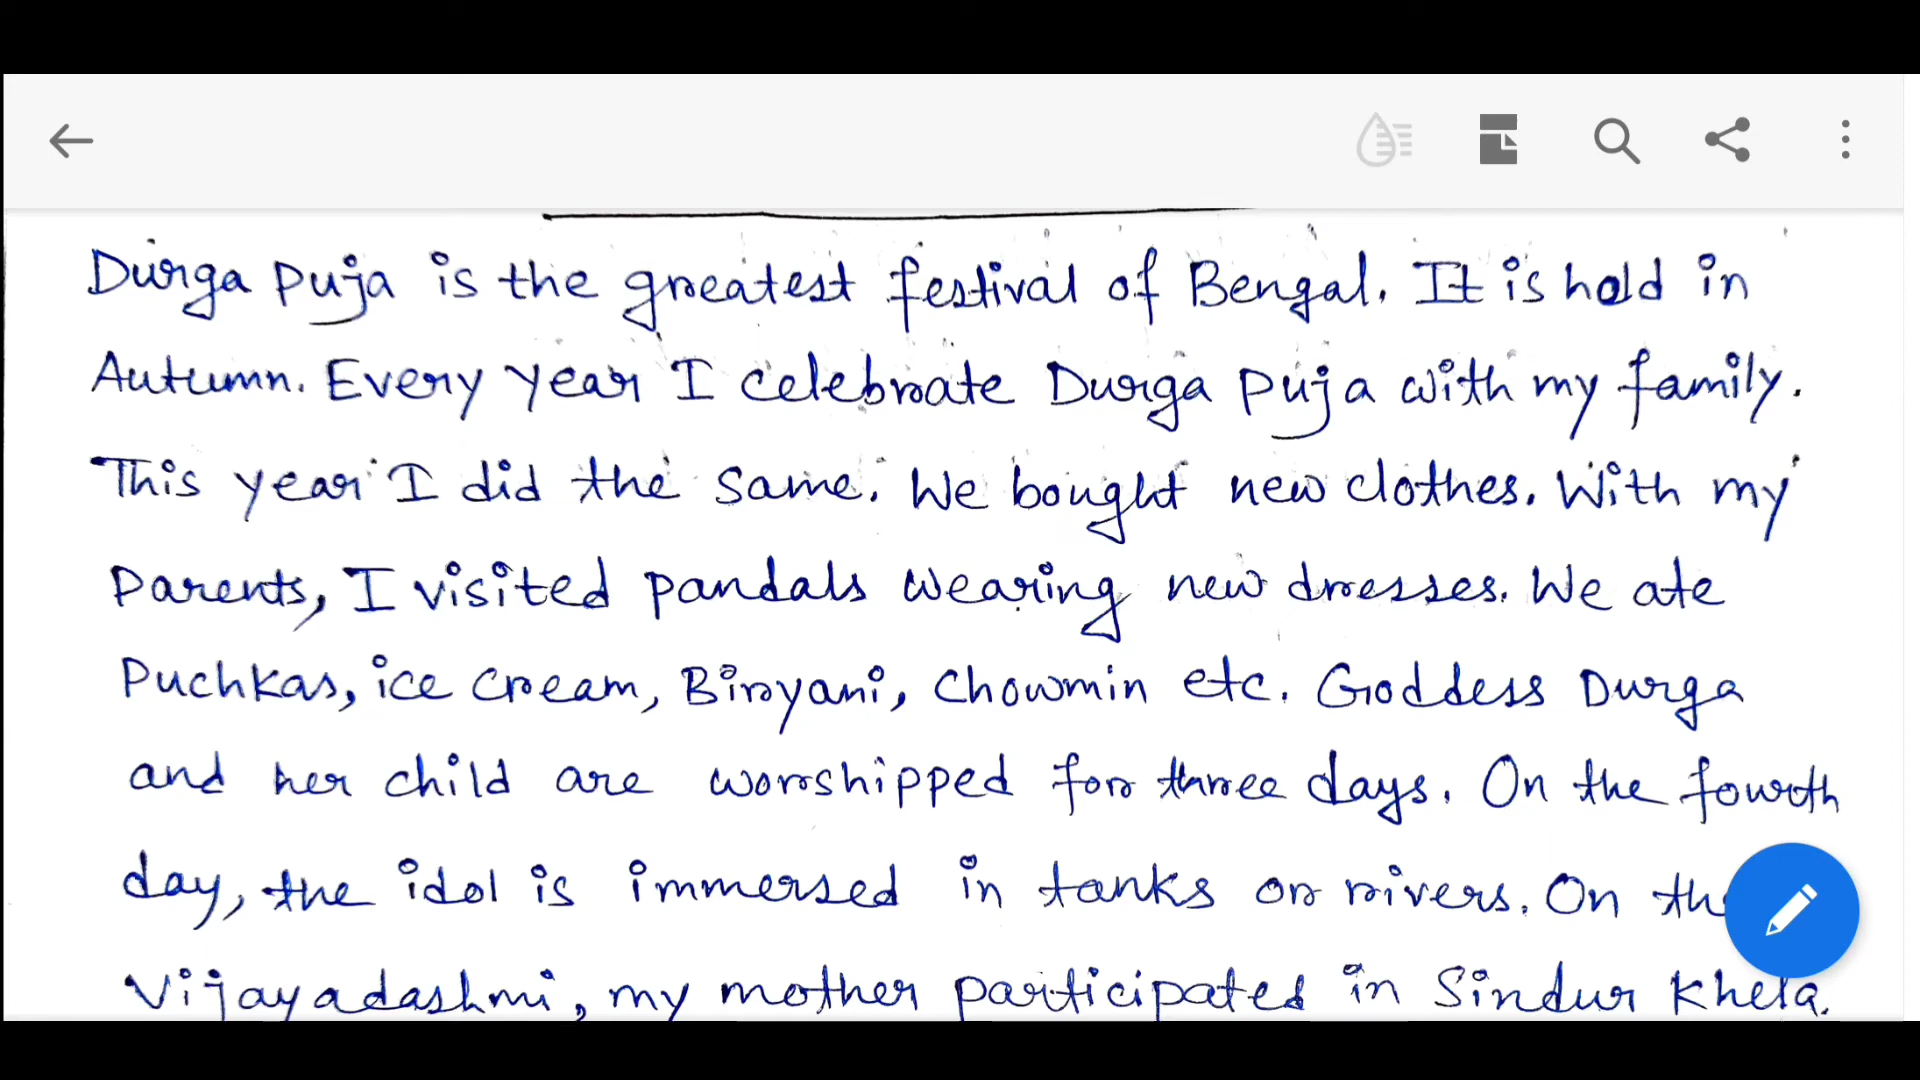 Durga Puja is the greatest festival of Bengal. It is held in
Autumn. Every year I celebrate Durga Puja with my family.
This year I did the same. We bought new clothes. With my
Parents, I visited pandals wearing new dresses. We ate
Puchkas, ice cream, Biryani, Chowmin etc. Goddess Durga
and her child are worshipped for three days. On the fourth
day, the idol is immersed in tanks or rivers. On the
Vijayadashmi, my mother participated in Sindur Khela.